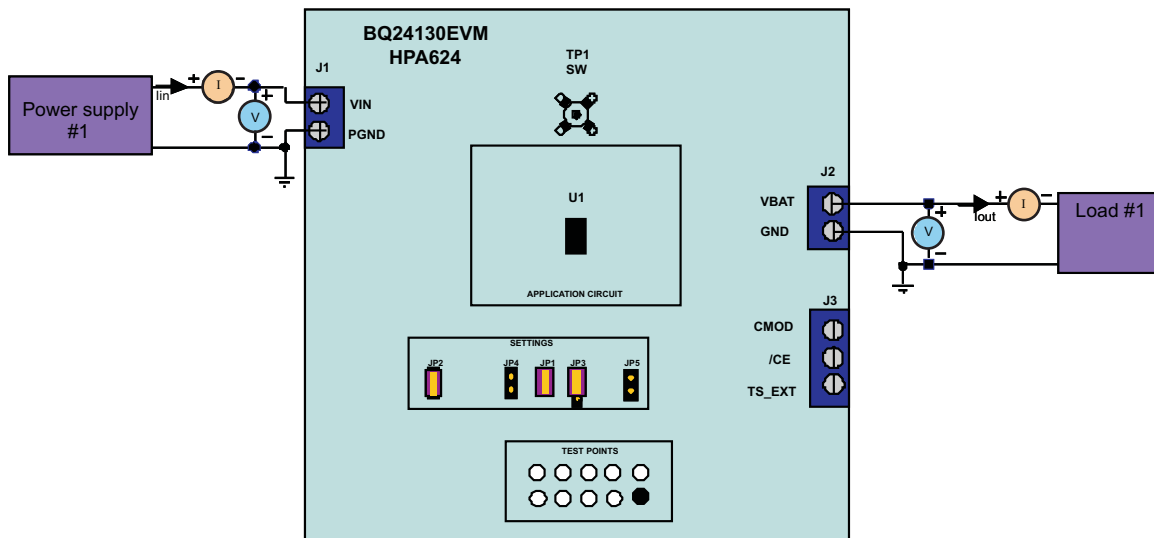 BQ24130EVM
HPA624
J1
TP1
SW
+
I
–
Iin
Power supply
#1
V
+
–
VIN
PGND
U1
APPLICATION CIRCUIT
J2
VBAT
GND
+
I
–
Iout
V
+
–
Load #1
J3
CMOD
/CE
TS_EXT
SETTINGS
JP2
JP4
JP1
JP3
JP5
TEST POINTS